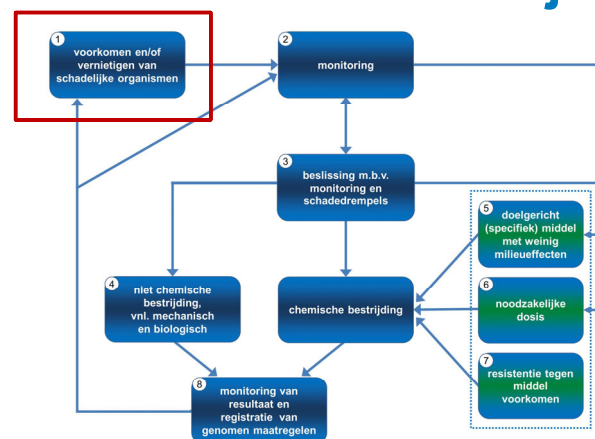 1
voorkomen en/of
vernietigen van
schadelijke organismen
2
monitoring
3
beslissing m.b.v.
monitoring en
schadedrempels
4
niet chemische
bestrijding,
vnl. mechanisch
en biologisch
chemische bestrijding
5
doelgericht
(specifiek) middel
met weinig
milieueffecten
6
noodzakelijke
dosis
7
resistentie tegen
middel
voorkomen
8
monitoring van
resultaat en
registratie van
genomen maatregelen